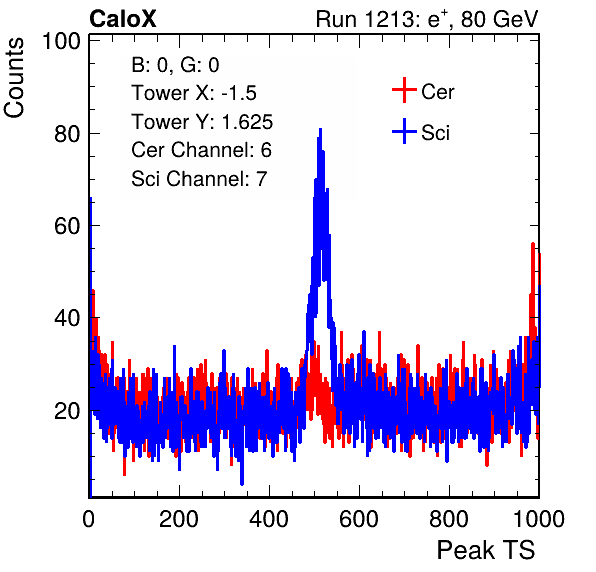 CaloX
Run 1213: e+, 80 GeV
Counts
100
80
60
40
20
B: 0, G: 0
Tower X: -1.5
Tower Y: 1.625
Cer Channel: 6
Sci Channel: 7
Cer
Sci
0
200
400
600
800
1000
Peak TS